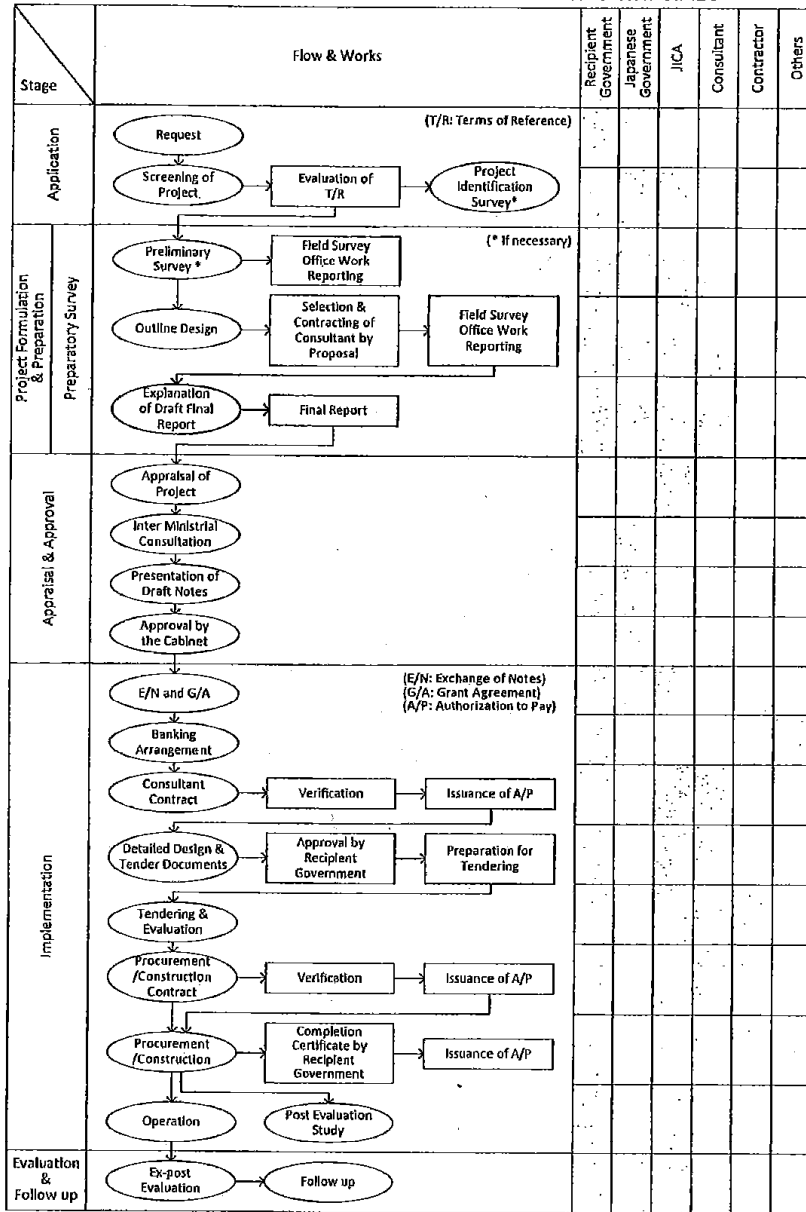 Stage
Flow & Works
Recipient
Government
Japanese
Government
JICA
Consultant
Contractor
Others
Application
(T/R: Terms of Reference)
Request
Screening of
Project
Evaluation of
T/R
Project
Identification
Survey*
Project Formulation
& Preparation
Preparatory Survey
(* If necessary)
Preliminary
Survey *
Field Survey
Office Work
Reporting
Outline Design
Selection &
Contracting of
Consultant by
Proposal
Field Survey
Office Work
Reporting
Explanation
of Draft Final
Report
Final Report
Appraisal & Approval
Appraisal of
Project
Inter Ministrial
Consultation
Presentation of
Draft Notes
Approval by
the Cabinet
Implementation
(E/N: Exchange of Notes)
(G/A: Grant Agreement)
(A/P: Authorization to Pay)
E/N and G/A
Banking
Arrangement
Consultant
Contract
Verification
Issuance of A/P
Detailed Design &
Tender Documents
Approval by
Recipient
Government
Preparation for
Tendering
Tendering &
Evaluation
Procurement
/Construction
Contract
Verification
Issuance of A/P
Procurement
/Construction
Completion
Certificate by
Recipient
Government
Issuance of A/P
Operation
Post Evaluation
Study
Evaluation
&
Follow up
Ex-post
Evaluation
Follow up